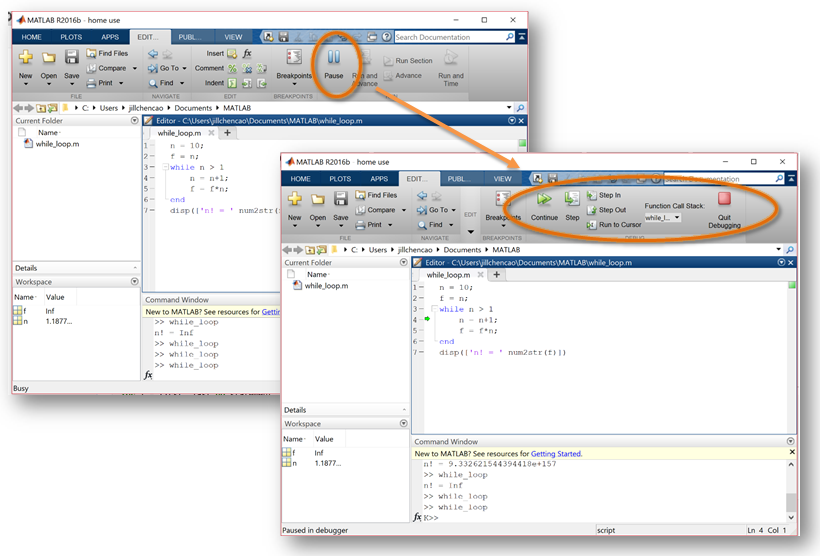 MATLAB R2016b - home use
HOME PLOTS APPS EDIT... PUBL... VIEW Search Documentation
New Open Save Find Files Compare Print
Go To Find
Insert fx Comment Indent
Breakpoints Pause Run and Advance Run Section Advance Run and Time
FILE NAVIGATE EDIT BREAKPOINTS
C: Users jillchencao Documents MATLAB
Current Folder
Name
while_loop.m
Editor - C:\Users\jillchencao\Documents\MATLAB\while_loop.m
while_loop.m +
1 n = 10;
2 f = n;
3 while n > 1
4 n = n+1;
5 f = f*n;
6 end
7 disp(['n! = ' num2str(
Details
Workspace
Name Value
f Inf
n 1.1877...
Command Window
New to MATLAB? See resources for Getti
>> while_loop
n! = Inf
>> while_loop
>> while_loop
>> while_loop
fx
Busy
MATLAB R2016b - home use
HOME PLOTS APPS EDIT... PUBL... VIEW Search Documentation
New Open Save Find Files Compare Print
Go To Find
EDIT
Breakpoints Continue Step Step In Step Out Run to Cursor
Function Call Stack:
while_l...
Quit Debugging
FILE NAVIGATE BREAKPOINTS DEBUG
C: Users jillchencao Documents MATLAB
Current Folder
Name
while_loop.m
Editor - C:\Users\jillchencao\Documents\MATLAB\while_loop.m
while_loop.m +
1 n = 10;
2 f = n;
3 while n > 1
4 n = n+1;
5 f = f*n;
6 end
7 disp(['n! = ' num2str(f)])
Details
Workspace
Name Value
f Inf
n 1.1877...
Command Window
New to MATLAB? See resources for Getting Started.
n! = 9.332621544394418e+157
>> while_loop
n! = Inf
>> while_loop
>> while_loop
fx K>>
Paused in debugger script Ln 4 Col 1